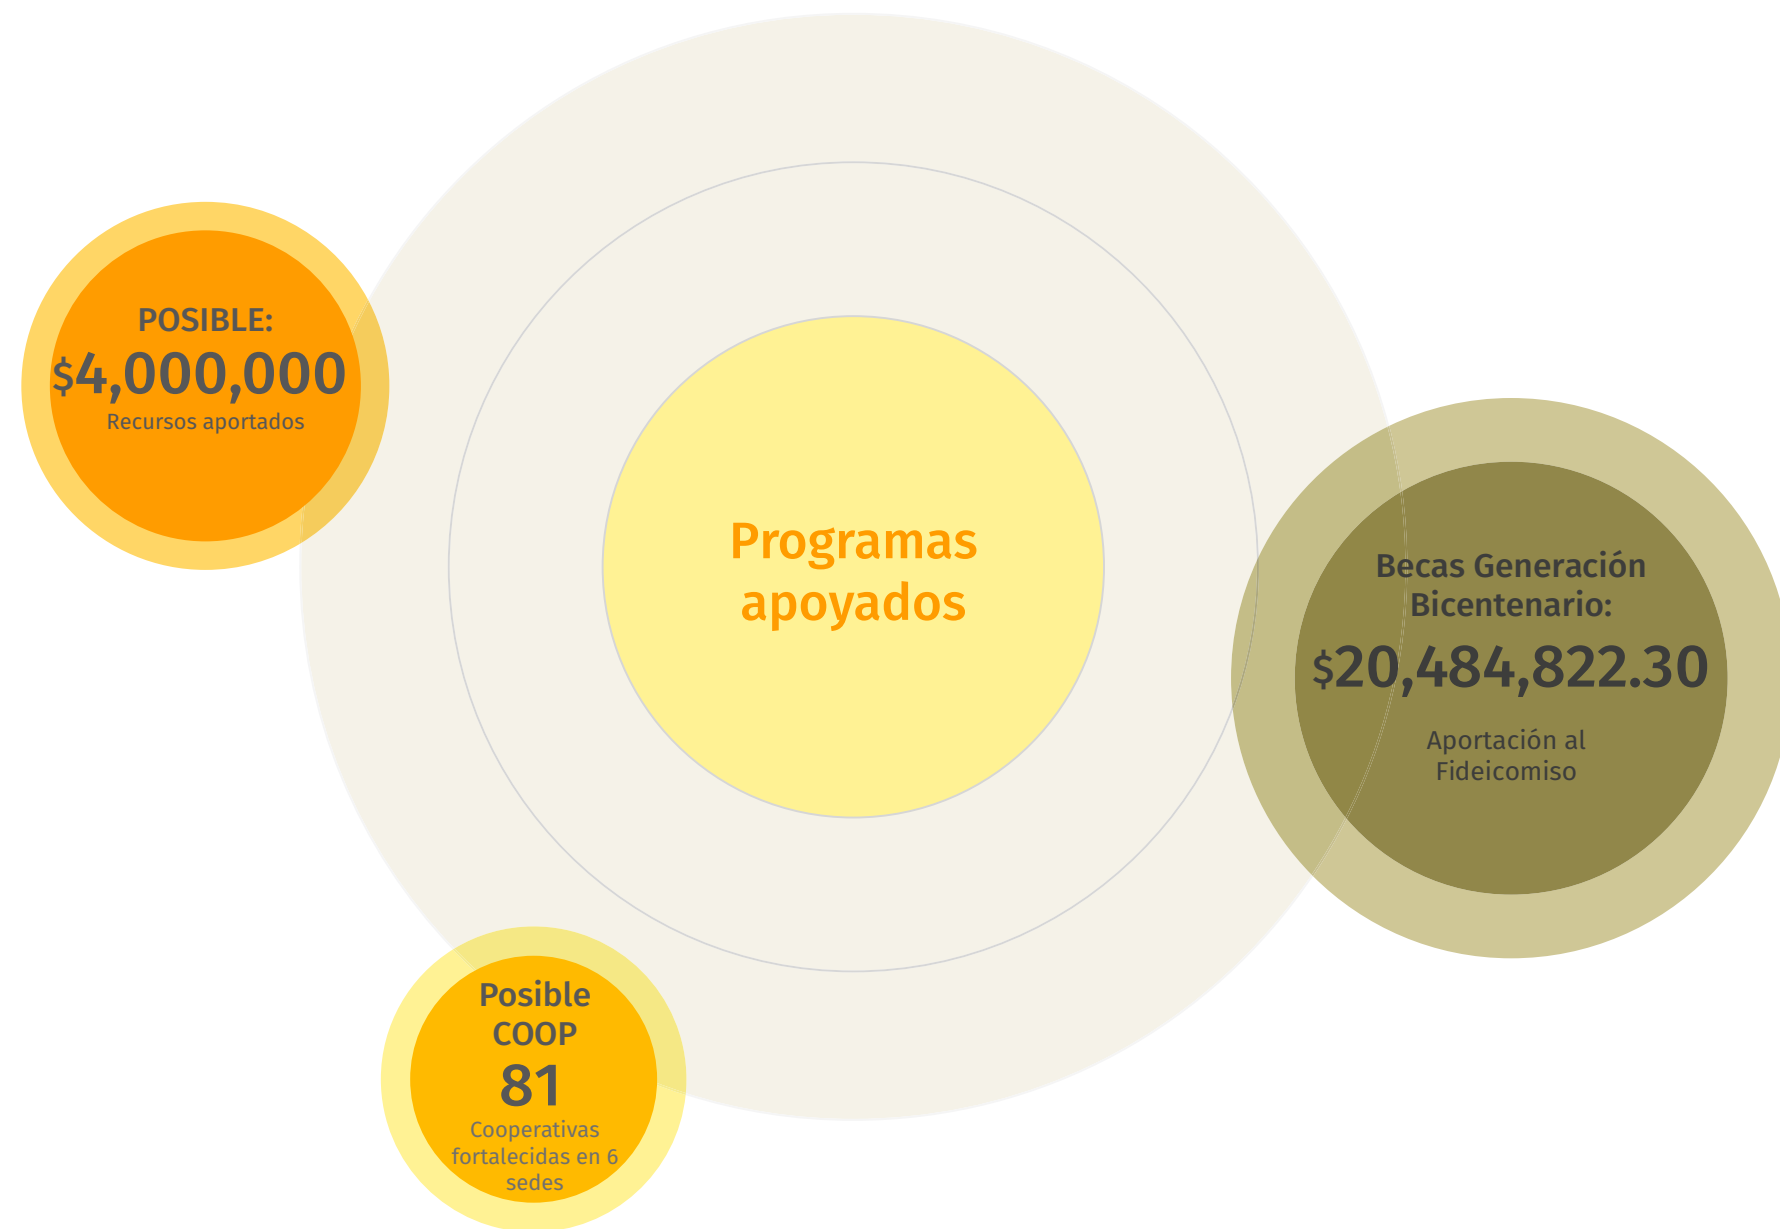 POSIBLE:
$4,000,000
Recursos aportados
Programas
apoyados
Becas Generación
Bicentenario:
$20,484,822.30
Aportación al
Fideicomiso
Posible
COOP
81
Cooperativas
fortalecidas en 6
sedes